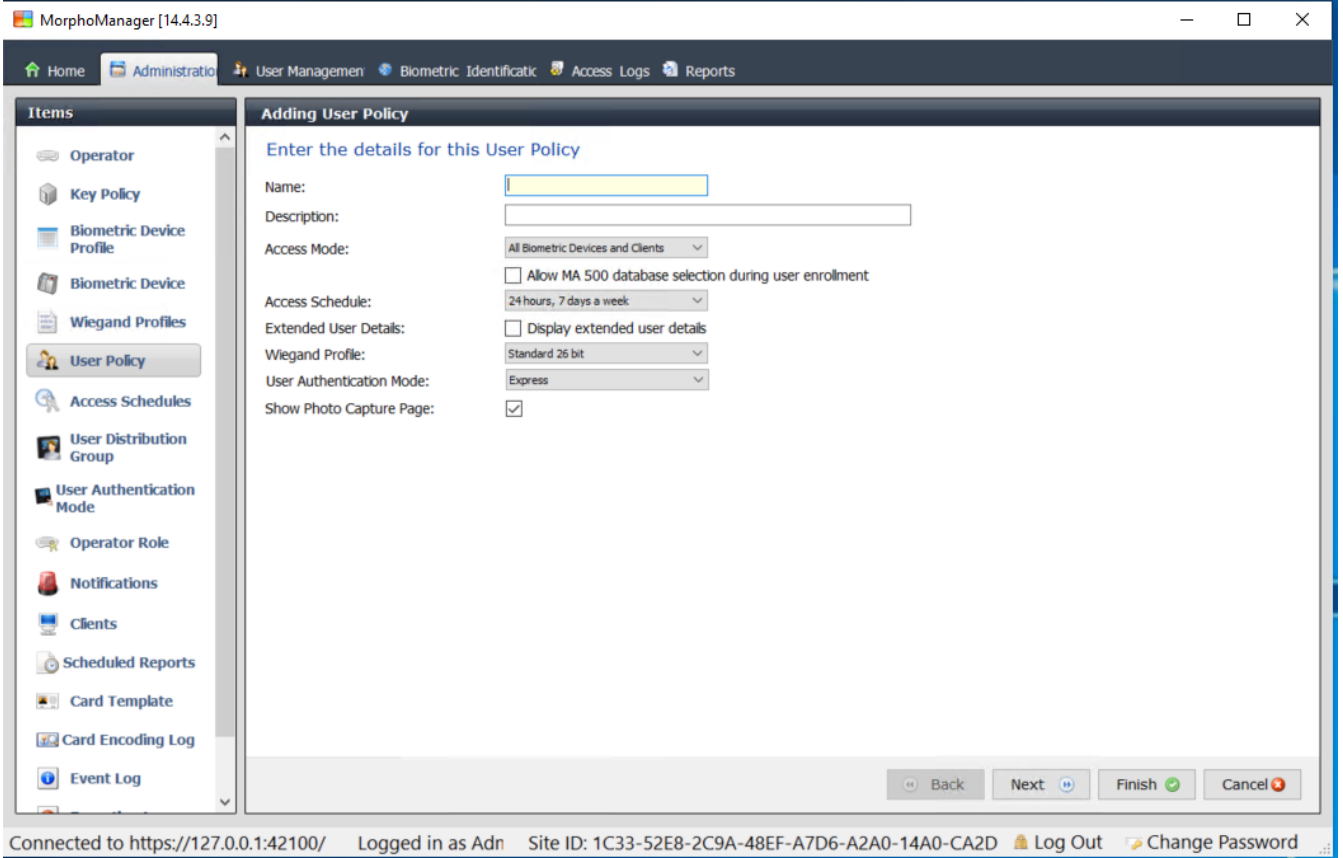 MorphoManager [14.4.3.9]
Home Administratio User Managemen Biometric Identificatic Access Logs Reports
Items
Operator
Key Policy
Biometric Device
Profile
Biometric Device
Wiegand Profiles
User Policy
Access Schedules
User Distribution
Group
User Authentication
Mode
Operator Role
Notifications
Clients
Scheduled Reports
Card Template
Card Encoding Log
Event Log
Adding User Policy
Enter the details for this User Policy
Name:
Description:
Access Mode: All Biometric Devices and Clients
Allow MA 500 database selection during user enrollment
Access Schedule: 24 hours, 7 days a week
Extended User Details: Display extended user details
Wiegand Profile: Standard 26 bit
User Authentication Mode: Express
Show Photo Capture Page:
Back Next Finish Cancel
Connected to https://127.0.0.1:42100/ Logged in as Adn Site ID: 1C33-52E8-2C9A-48EF-A7D6-A2A0-14A0-CA2D Log Out Change Password